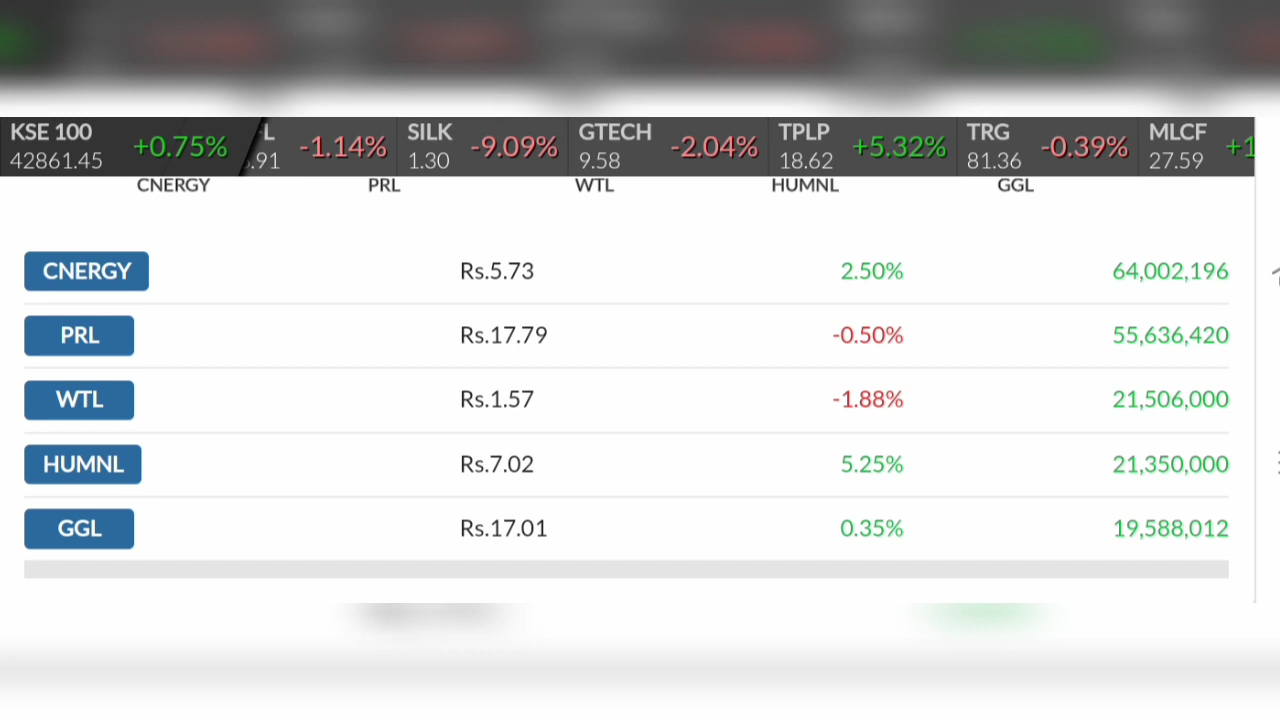 KSE 100 +0.75% L -1.14% SILK -9.09% GTECH -2.04% TPLP +5.32% TRG -0.39% MLCF +1
42861.45 .91 1.30 9.58 18.62 81.36 27.59
CNERGY PRL WTL HUMNL GGL
CNERGY Rs.5.73 2.50% 64,002,196
PRL Rs.17.79 -0.50% 55,636,420
WTL Rs.1.57 -1.88% 21,506,000
HUMNL Rs.7.02 5.25% 21,350,000
GGL Rs.17.01 0.35% 19,588,012